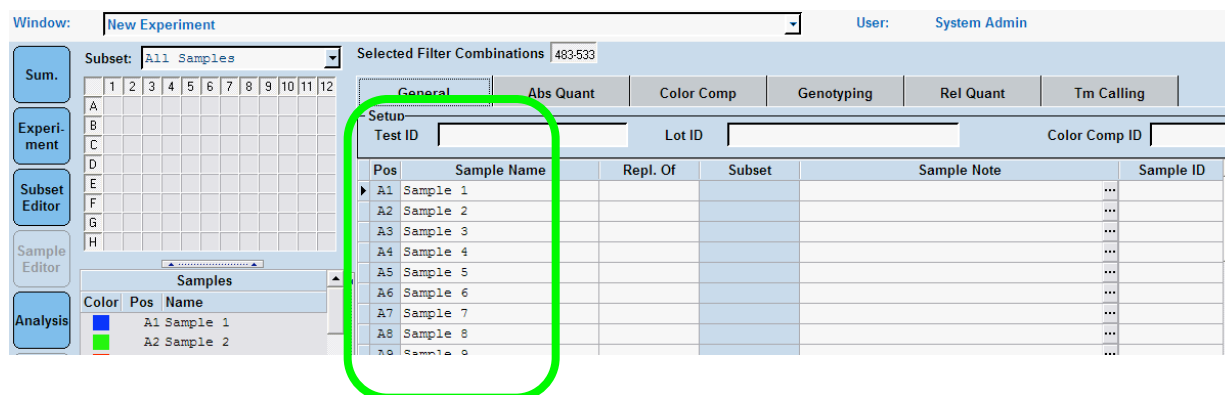 Window: New Experiment User: System Admin
Sum.
Experi-
ment
Subset
Editor
Sample
Editor
Analysis
Subset: All Samples
1 2 3 4 5 6 7 8 9 10 11 12
A
B
C
D
E
F
G
H
Samples
Color Pos Name
A1 Sample 1
A2 Sample 2
Selected Filter Combinations 483-533
General Abs Quant Color Comp Genotyping Rel Quant Tm Calling
Setup
Test ID Lot ID Color Comp ID
Pos Sample Name Repl. Of Subset Sample Note Sample ID
A1 Sample 1 ...
A2 Sample 2 ...
A3 Sample 3 ...
A4 Sample 4 ...
A5 Sample 5 ...
A6 Sample 6 ...
A7 Sample 7 ...
A8 Sample 8 ...
A9 Sample 9 ...